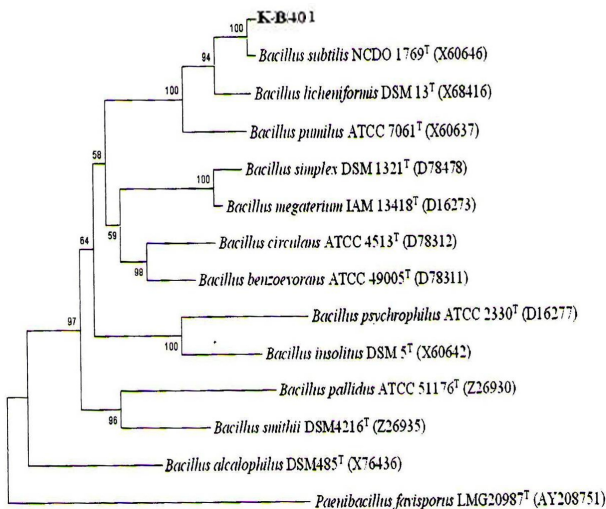 K-B401
100
Bacillus subtilis NCDO 1769ᵀ (X60646)
94
Bacillus licheniformis DSM 13ᵀ (X68416)
100
Bacillus pumilus ATCC 7061ᵀ (X60637)
58
Bacillus simplex DSM 1321ᵀ (D78478)
100
Bacillus megaterium IAM 13418ᵀ (D16273)
59
Bacillus circulans ATCC 4513ᵀ (D78312)
98
Bacillus benzoevorans ATCC 49005ᵀ (D78311)
64
Bacillus psychrophilus ATCC 2330ᵀ (D16277)
100
Bacillus insolitus DSM 5ᵀ (X60642)
97
Bacillus pallidus ATCC 51176ᵀ (Z26930)
96
Bacillus smithii DSM4216ᵀ (Z26935)
Bacillus alcalophilus DSM485ᵀ (X76436)
Paenibacillus favisporus LMG20987ᵀ (AY208751)